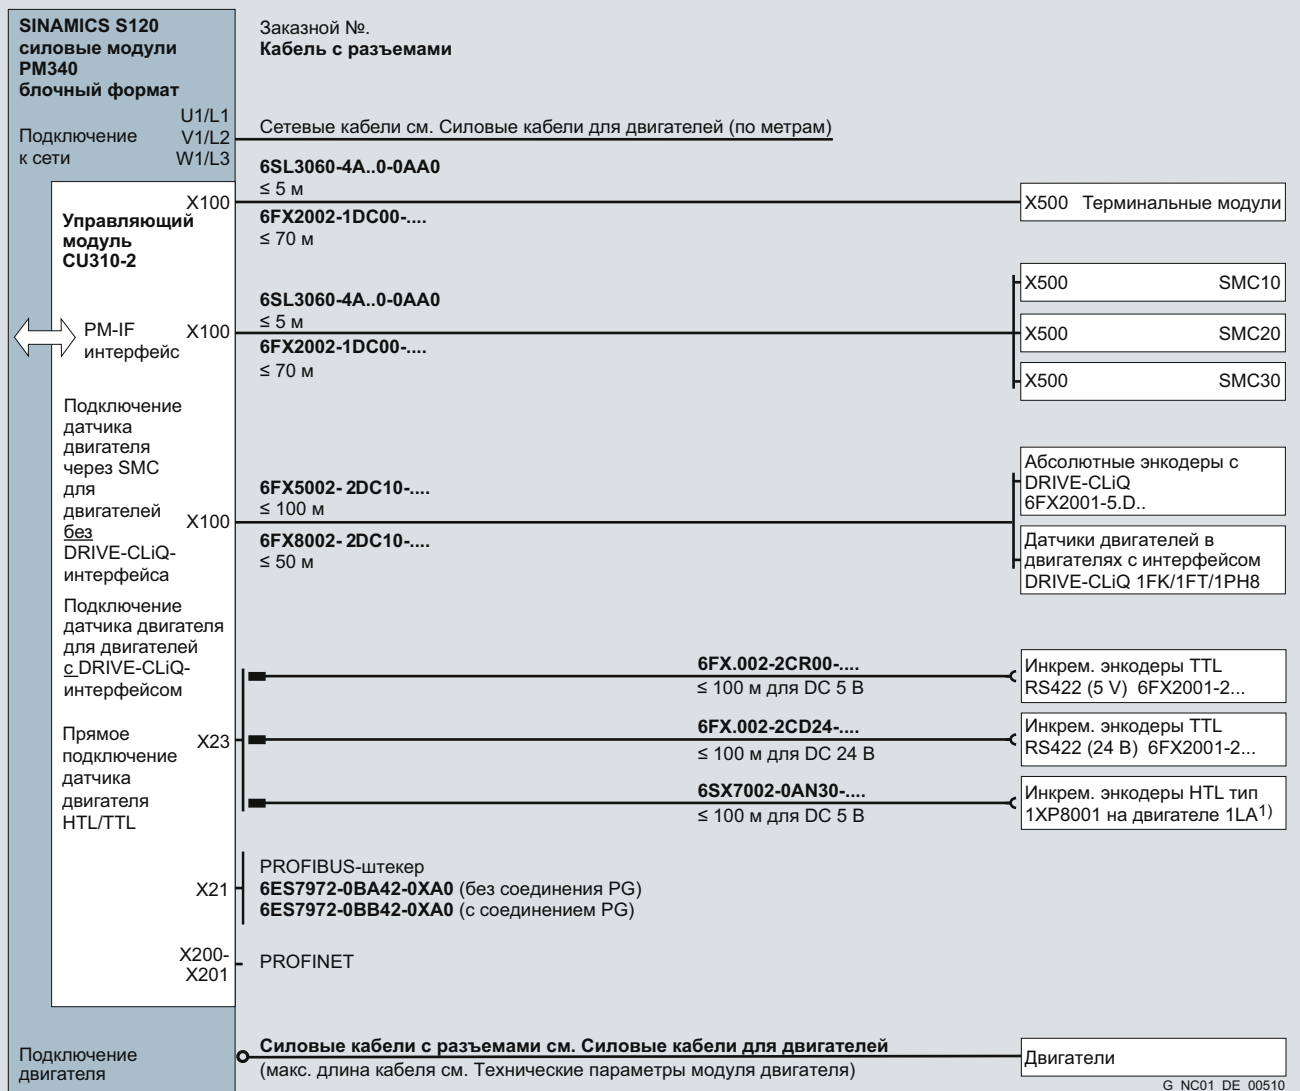 SINAMICS S120
силовые модули
PM340
блочный формат
Заказной №.
Кабель с разъемами
Подключение
к сети
U1/L1
V1/L2
W1/L3
Сетевые кабели см. Силовые кабели для двигателей (по метрам)
Управляющий
модуль
CU310-2
X100
6SL3060-4A..0-0AA0
≤ 5 м
6FX2002-1DC00-....
≤ 70 м
X500 Терминальные модули
PM-IF
интерфейс
X100
6SL3060-4A..0-0AA0
≤ 5 м
6FX2002-1DC00-....
≤ 70 м
X500 SMC10
X500 SMC20
X500 SMC30
Подключение
датчика
двигателя
через SMC
для
двигателей
без
DRIVE-CLiQ-
интерфейса
X100
6FX5002- 2DC10-....
≤ 100 м
6FX8002- 2DC10-....
≤ 50 м
Абсолютные энкодеры с
DRIVE-CLiQ
6FX2001-5.D..
Датчики двигателей в
двигателях с интерфейсом
DRIVE-CLiQ 1FK/1FT/1PH8
Подключение
датчика двигателя
для двигателей
с DRIVE-CLiQ-
интерфейсом
Прямое
подключение
датчика
двигателя
HTL/TTL
X23
6FX.002-2CR00-....
≤ 100 м для DC 5 В
Инкрем. энкодеры TTL
RS422 (5 V) 6FX2001-2...
6FX.002-2CD24-....
≤ 100 м для DC 24 В
Инкрем. энкодеры TTL
RS422 (24 В) 6FX2001-2...
6SX7002-0AN30-....
≤ 100 м для DC 5 В
Инкрем. энкодеры HTL тип
1XP8001 на двигателе 1LA1)
X21
PROFIBUS-штекер
6ES7972-0BA42-0XA0 (без соединения PG)
6ES7972-0BB42-0XA0 (с соединением PG)
X200-
X201
PROFINET
Подключение
двигателя
Силовые кабели с разъемами см. Силовые кабели для двигателей
(макс. длина кабеля см. Технические параметры модуля двигателя)
Двигатели
G_NC01_DE_00510